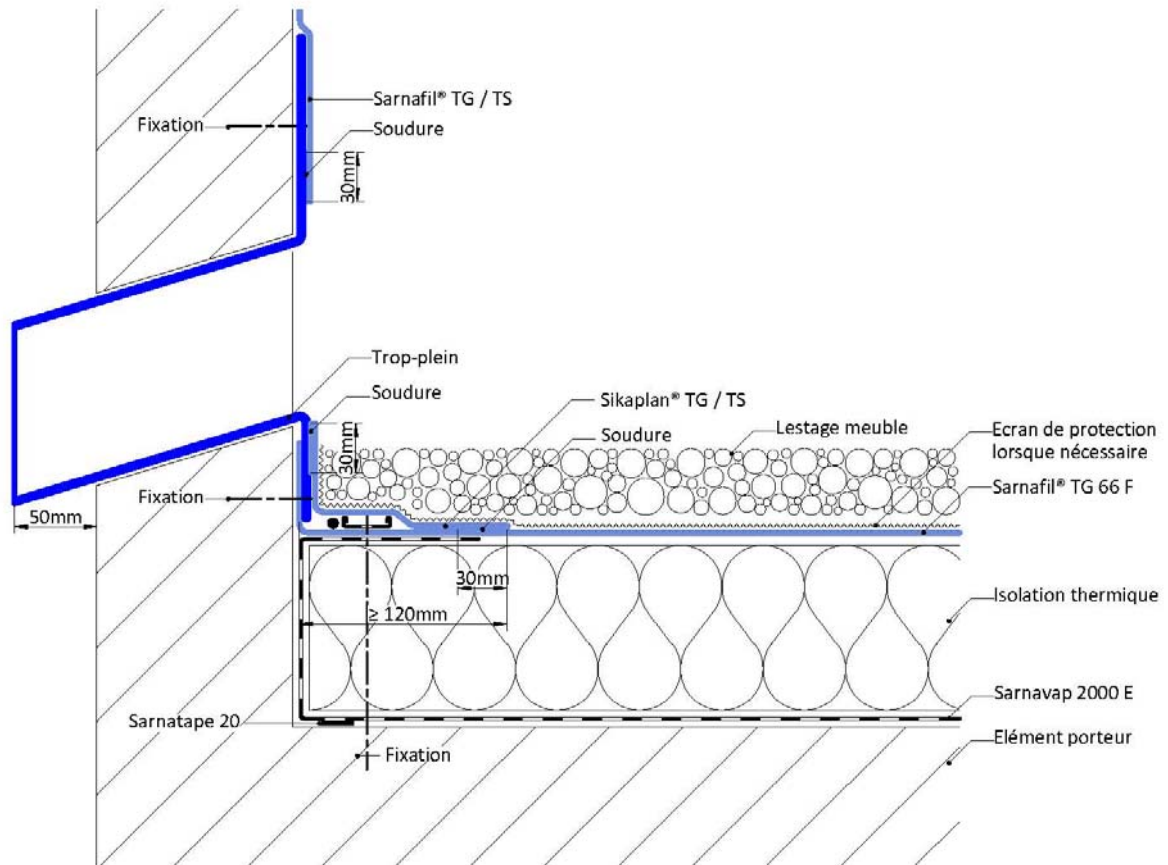 Sarnafil® TG / TS
Fixation
Soudure
30mm
Trop-plein
Soudure
Sikaplan® TG / TS
Soudure
Lestage meuble
Ecran de protection
lorsque nécessaire
30mm
Fixation
Sarnafil® TG 66 F
50mm
30mm
Isolation thermique
≥ 120mm
Sarnavap 2000 E
Sarnatape 20
Elément porteur
Fixation